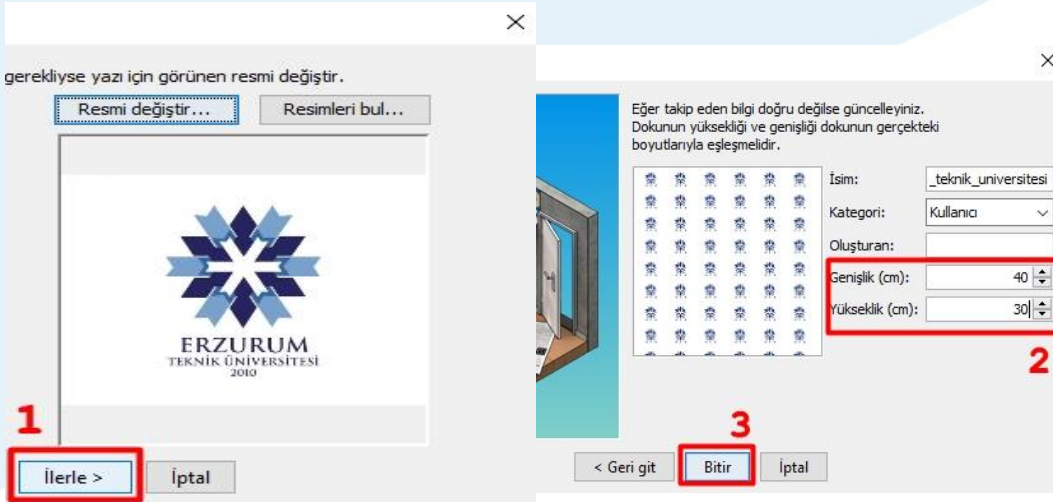 gerekliyse yazı için görünen resmi değiştir.
Resmi değiştir...
Resimleri bul...
ERZURUM
TEKNİK ÜNİVERSİTESİ
2010
1
İlerle >
İptal
Eğer takip eden bilgi doğru değilse güncelleyiniz.
Dokunun yüksekliği ve genişliği dokunun gerçekteki
boyutlarıyla eşleşmelidir.
İsim: _teknik_universitesi
Kategori: Kullanıcı
Oluşturan:
Genişlik (cm): 40
Yükseklik (cm): 30
2
3
< Geri git
Bitir
İptal